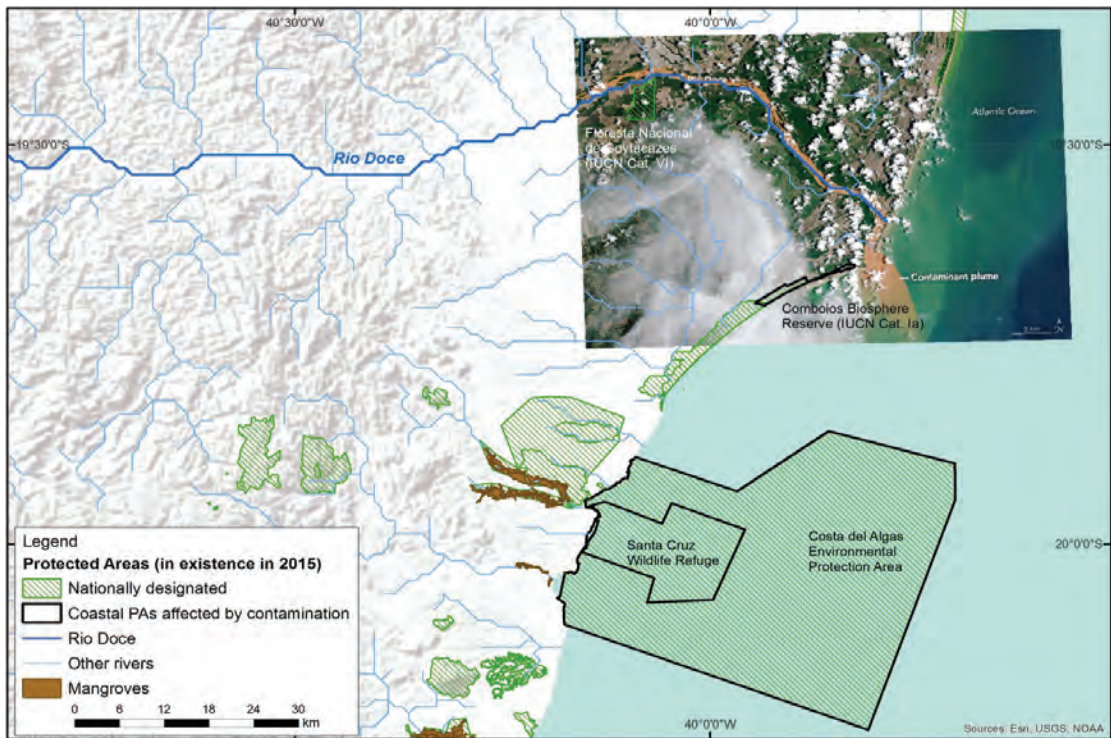 40°30'0"W
40°0'0"W
Atlantic Ocean
19°30'0"S
19°30'0"S
Floresta Nacional
de Goytacazes
(IUCN Cat. VI)
Rio Doce
Contaminant plume
Comboios Biosphere
Reserve (IUCN Cat. Ia)
N
Santa Cruz
Wildlife Refuge
Costa del Algas
Environmental
Protection Area
20°0'0"S
Legend
Protected Areas (in existence in 2015)
Nationally designated
Coastal PAs affected by contamination
Rio Doce
Other rivers
Mangroves
0 6 12 18 24 30
km
40°0'0"W
Sources: Esri, USGS, NOAA